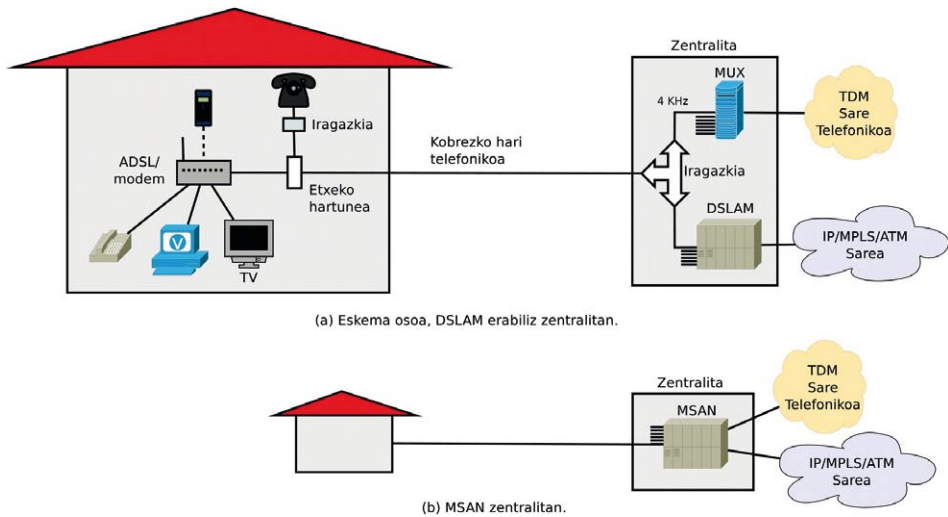 Zentralita
MUX
4 KHz
TDM
Sare
Telefonikoa
Iragazkia
Kobrezko hari
telefonikoa
ADSL/
modem
Etxeko
hartunea
Iragazkia
DSLAM
V
TV
IP/MPLS/ATM
Sarea
(a) Eskema osoa, DSLAM erabiliz zentralitan.
Zentralita
MSAN
TDM
Sare
Telefonikoa
IP/MPLS/ATM
Sarea
(b) MSAN zentralitan.